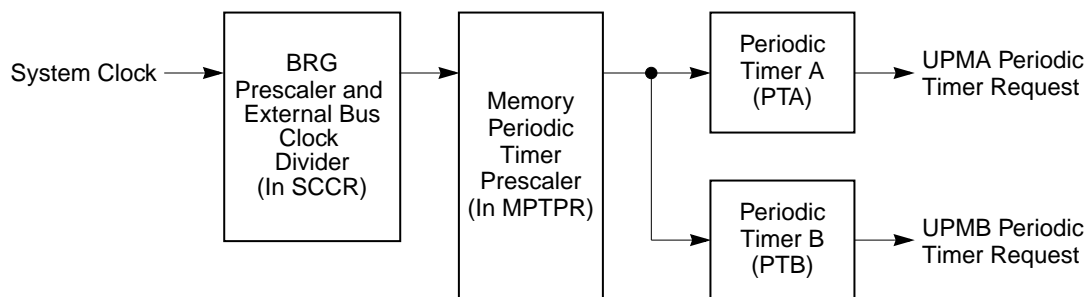 System Clock
BRG
Prescaler and
External Bus
Clock
Divider
(In SCCR)
Memory
Periodic
Timer
Prescaler
(In MPTPR)
Periodic
Timer A
(PTA)
UPMA Periodic
Timer Request
Periodic
Timer B
(PTB)
UPMB Periodic
Timer Request